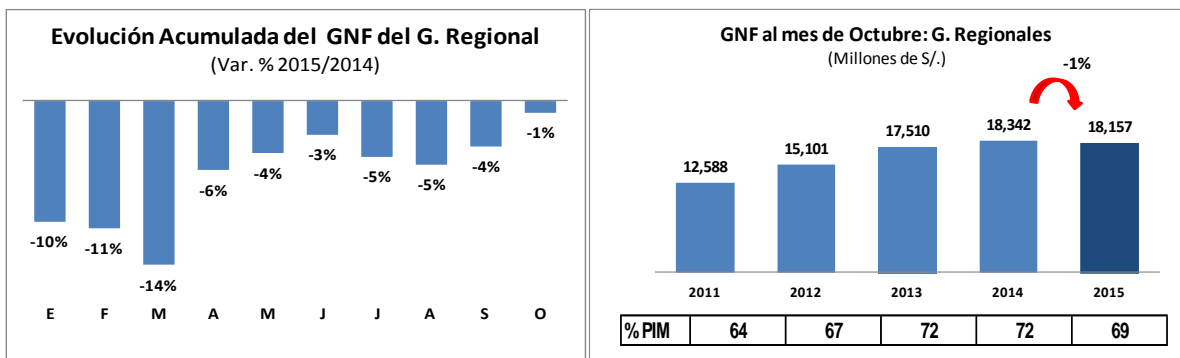 Evolución Acumulada del GNF del G. Regional
(Var. % 2015/2014)
-10%
-11%
-14%
-6%
-4%
-3%
-5%
-5%
-4%
-1%
E F M A M J J A S O
GNF al mes de Octubre: G. Regionales
(Millones de S/.)
-1%
12,588
15,101
17,510
18,342
18,157
2011 2012 2013 2014 2015
% PIM 64 67 72 72 69